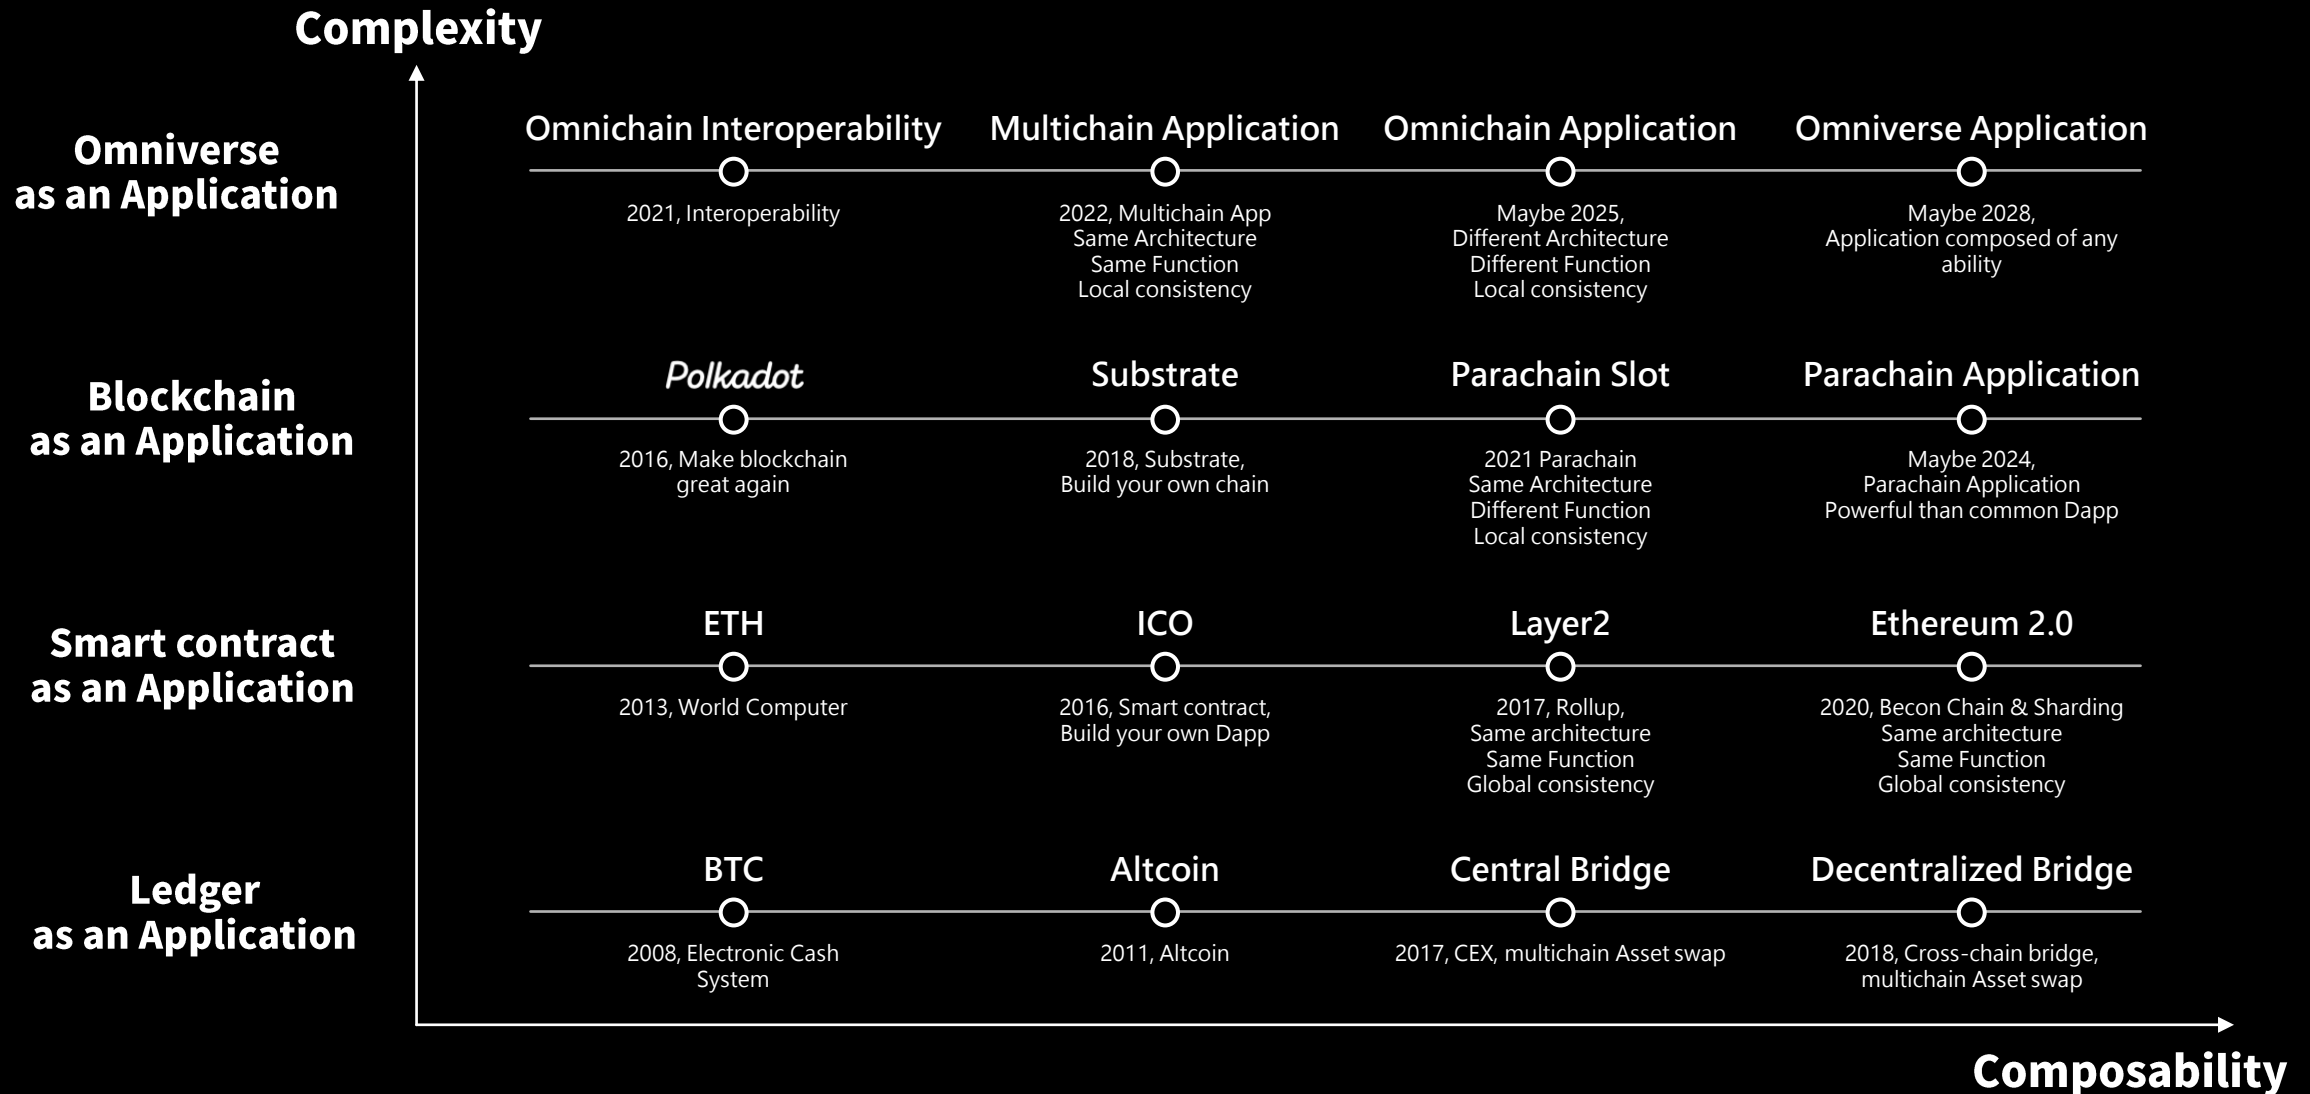 Complexity
Omniverse
as an Application
Omnichain Interoperability
2021, Interoperability
Multichain Application
2022, Multichain App
Same Architecture
Same Function
Local consistency
Omnichain Application
Maybe 2025,
Different Architecture
Different Function
Local consistency
Omniverse Application
Maybe 2028,
Application composed of any
ability
Blockchain
as an Application
Polkadot
2016, Make blockchain
great again
Substrate
2018, Substrate,
Build your own chain
Parachain Slot
2021 Parachain
Same Architecture
Different Function
Local consistency
Parachain Application
Maybe 2024,
Parachain Application
Powerful than common Dapp
Smart contract
as an Application
ETH
2013, World Computer
ICO
2016, Smart contract,
Build your own Dapp
Layer2
2017, Rollup,
Same architecture
Same Function
Global consistency
Ethereum 2.0
2020, Becon Chain & Sharding
Same architecture
Same Function
Global consistency
Ledger
as an Application
BTC
2008, Electronic Cash
System
Altcoin
2011, Altcoin
Central Bridge
2017, CEX, multichain Asset swap
Decentralized Bridge
2018, Cross-chain bridge,
multichain Asset swap
Composability